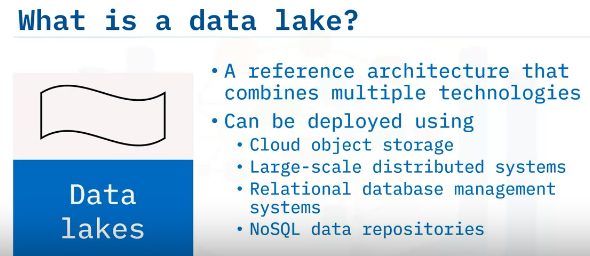 What is a data lake?
• A reference architecture that
combines multiple technologies
• Can be deployed using
• Cloud object storage
• Large-scale distributed systems
• Relational database management
systems
• NoSQL data repositories
Data
lakes